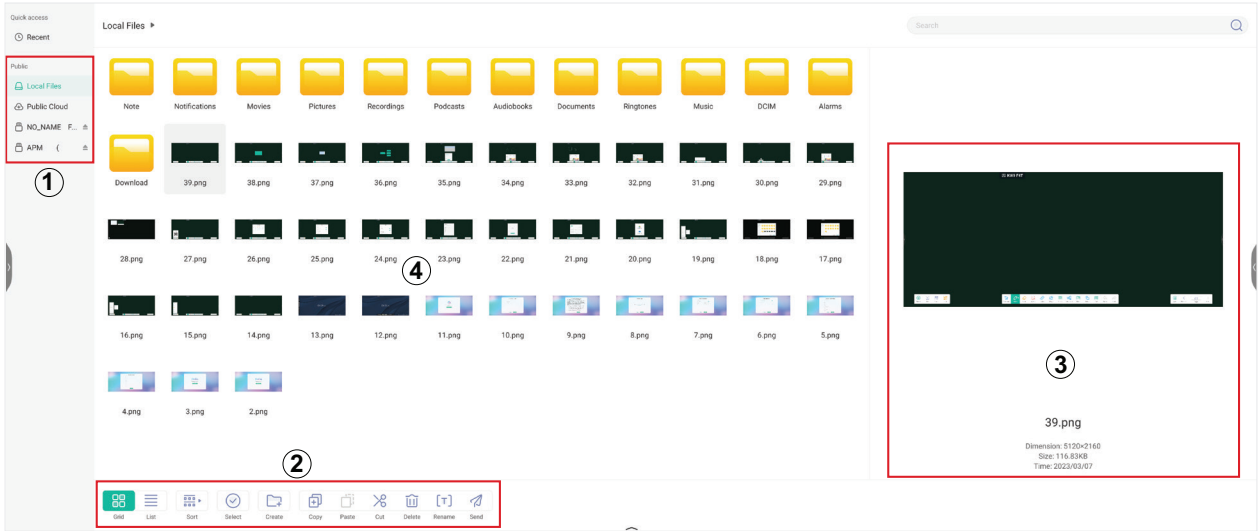 Quick access
Recent
Local Files
Search
Public
Local Files
Public Cloud
NO_NAME F...
APM (
1
Note Notifications Movies Pictures Recordings Podcasts Audiobooks Documents Ringtones Music DCIM Alarms
Download 39.png 38.png 37.png 36.png 35.png 34.png 33.png 32.png 31.png 30.png 29.png
28.png 27.png 26.png 25.png 24.png 23.png 22.png 21.png 20.png 19.png 18.png 17.png
4
16.png 15.png 14.png 13.png 12.png 11.png 10.png 9.png 8.png 7.png 6.png 5.png
4.png 3.png 2.png
3
39.png
Dimension: 5120×2160
Size: 116.83KB
Time: 2023/03/07
2
Grid List Sort Select Create Copy Paste Cut Delete Rename Send